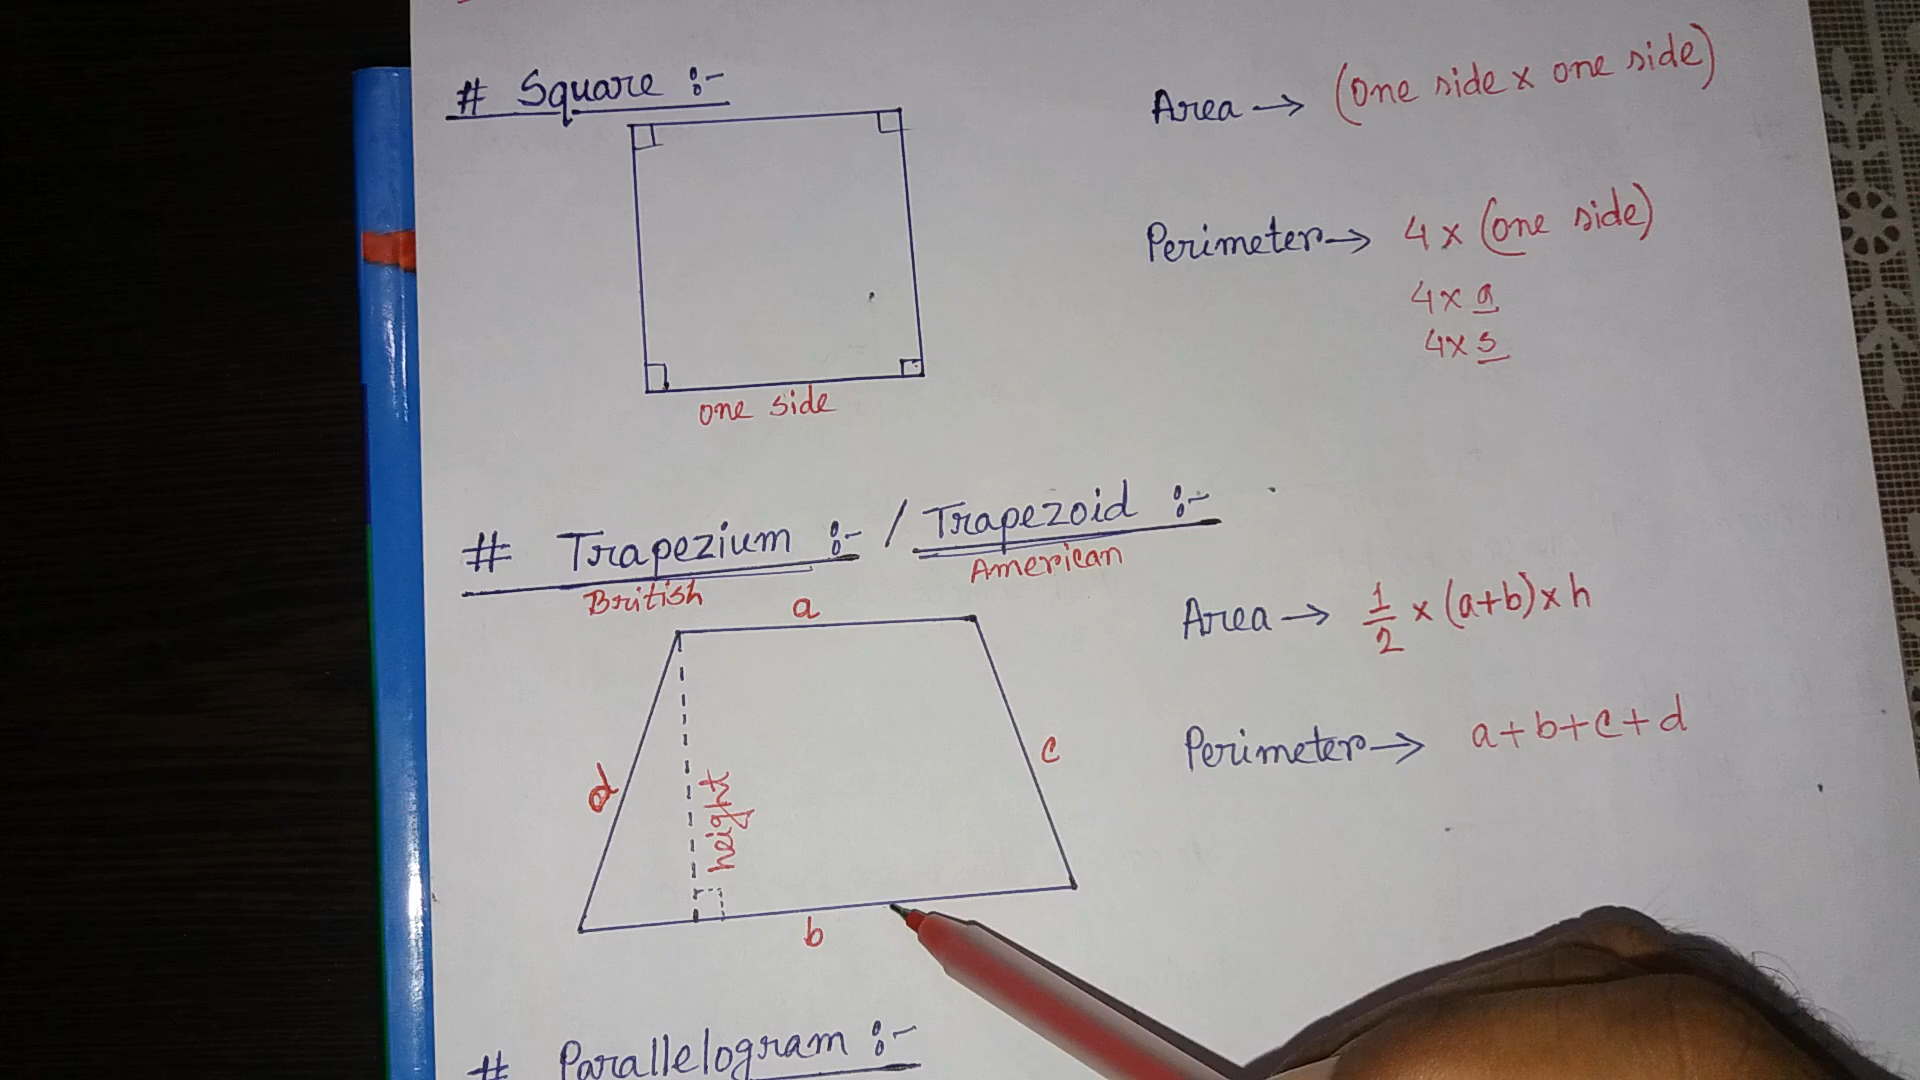 # Square :-
Area → (one side x one side)
Perimeter → 4 x (one side)
4 x a
4 x s
one side
# Trapezium :- / Trapezoid :-
British
American
a
Area → 1/2 x (a+b) x h
d
height
c
Perimeter → a+b+c+d
b
# Parallelogram :-